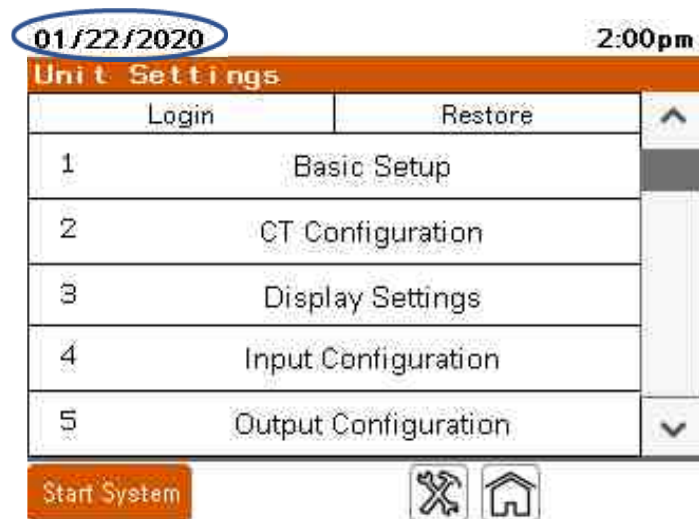 01/22/2020 2:00pm
Unit Settings
Login Restore
1 Basic Setup
2 CT Configuration
3 Display Settings
4 Input Configuration
5 Output Configuration
Start System